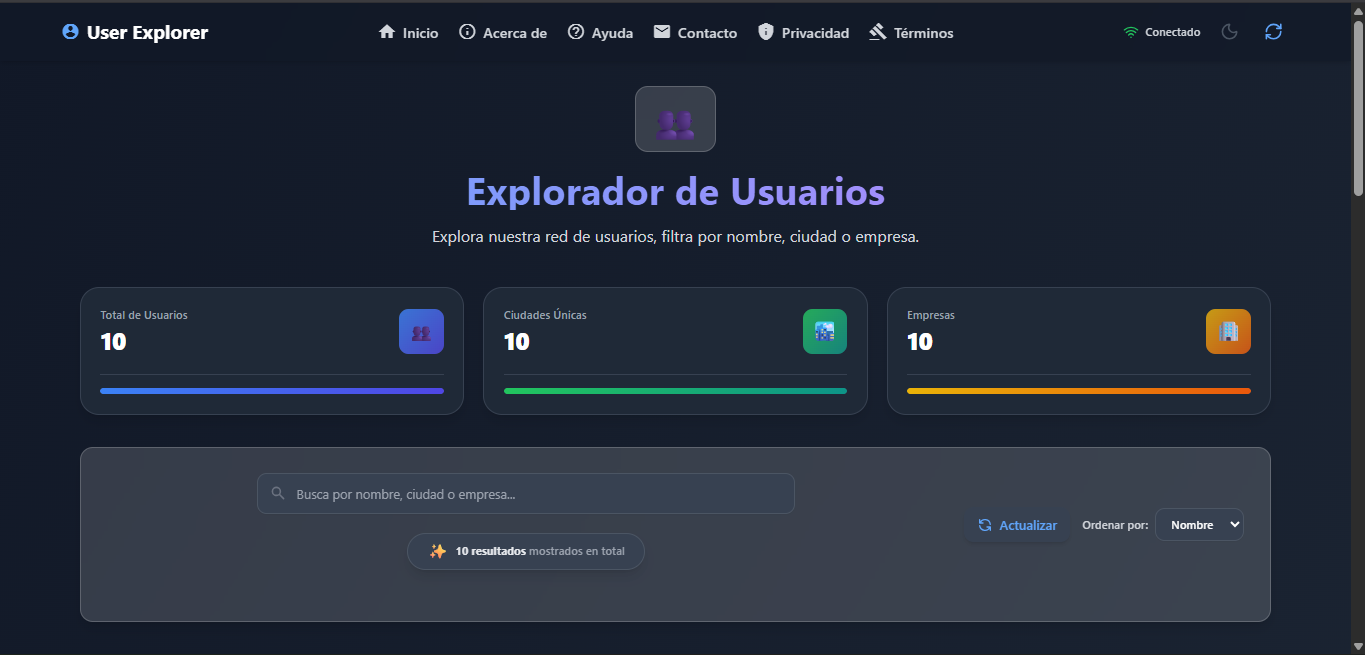 User Explorer
Inicio
Acerca de
Ayuda
Contacto
Privacidad
Términos
Conectado
Explorador de Usuarios
Explora nuestra red de usuarios, filtra por nombre, ciudad o empresa.
Total de Usuarios
10
Ciudades Únicas
10
Empresas
10
Busca por nombre, ciudad o empresa...
10 resultados mostrados en total
Actualizar
Ordenar por:
Nombre